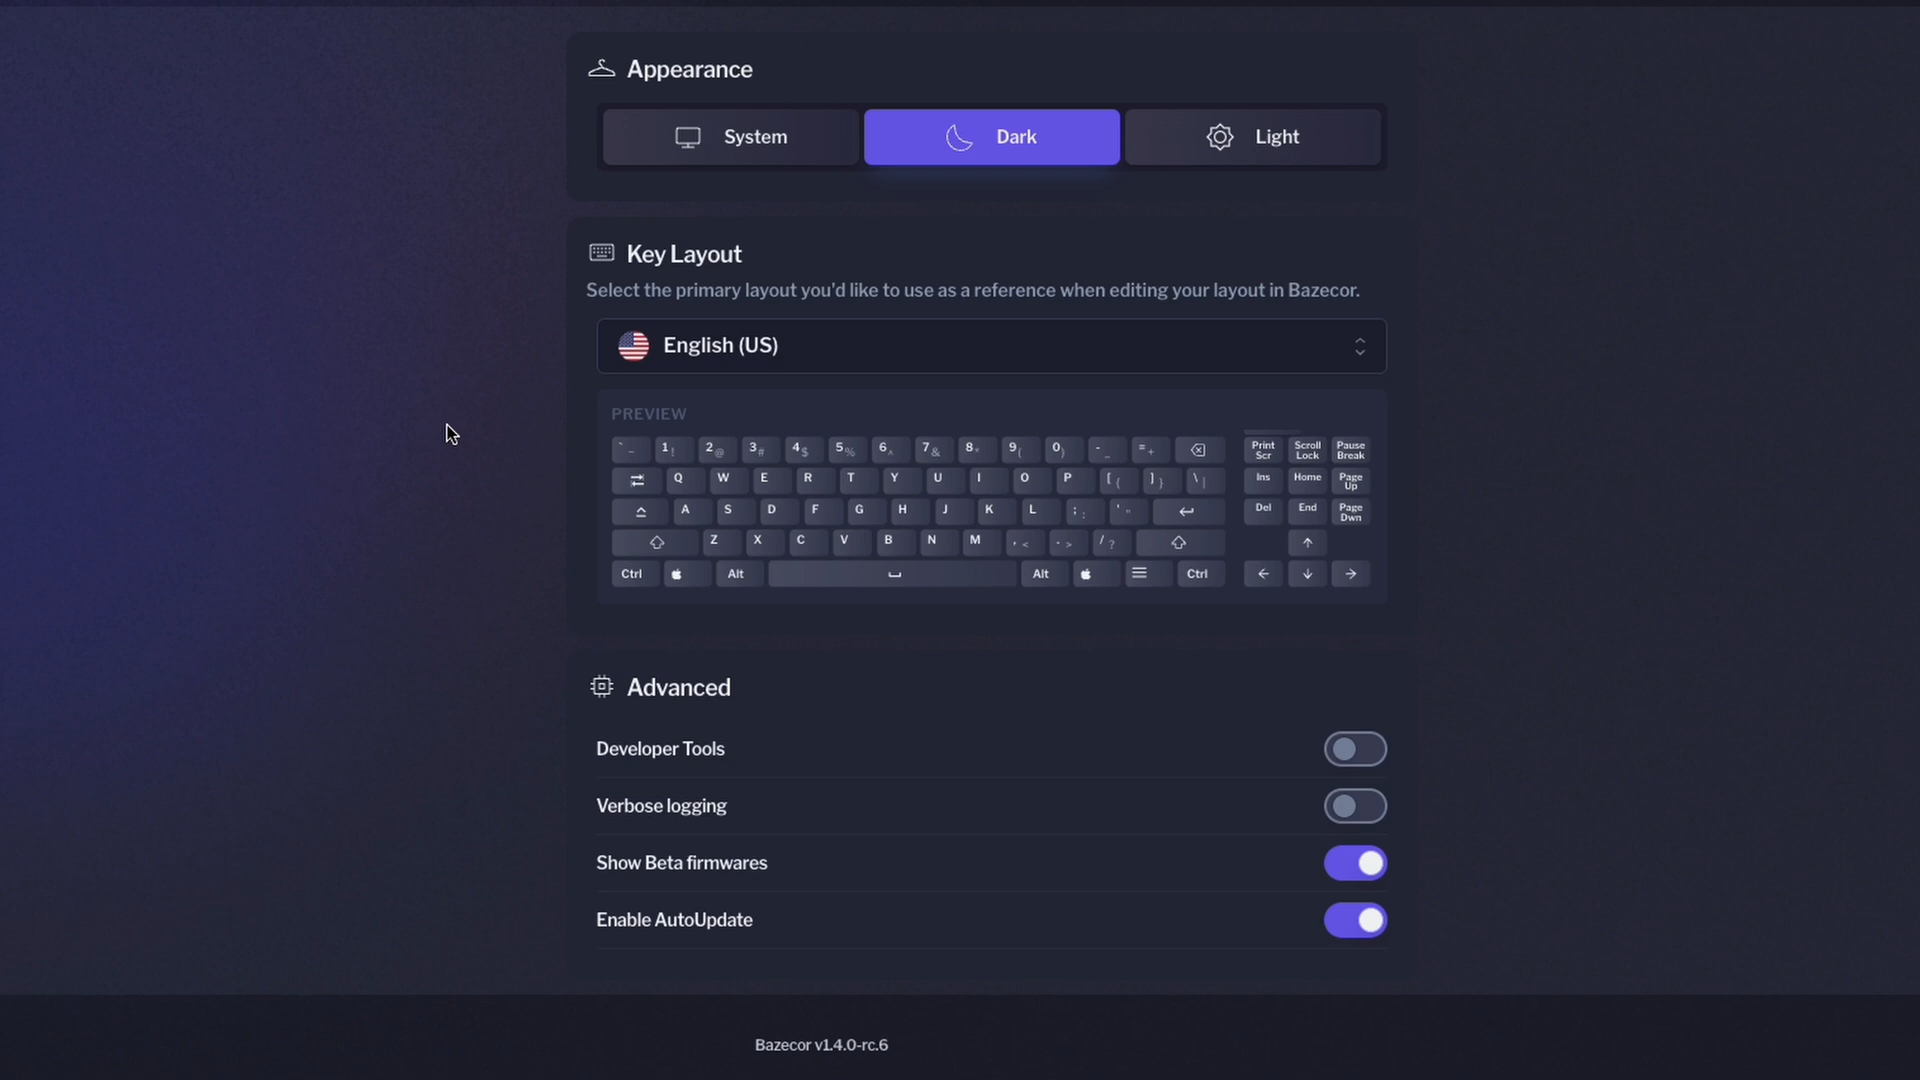 Appearance
System Dark Light
Key Layout
Select the primary layout you'd like to use as a reference when editing your layout in Bazecor.
English (US)
PREVIEW
` ~ 1 ! 2 @ 3 # 4 $ 5 % 6 ^ 7 & 8 * 9 ( 0 ) - _ = + Print Scr Scroll Lock Pause Break
Q W E R T Y U I O P [ { ] } \ | Ins Home Page Up
A S D F G H J K L ; : ' " Del End Page Dwn
Z X C V B N M , < . > / ?
Ctrl Alt Alt Ctrl
Advanced
Developer Tools
Verbose logging
Show Beta firmwares
Enable AutoUpdate
Bazecor v1.4.0-rc.6